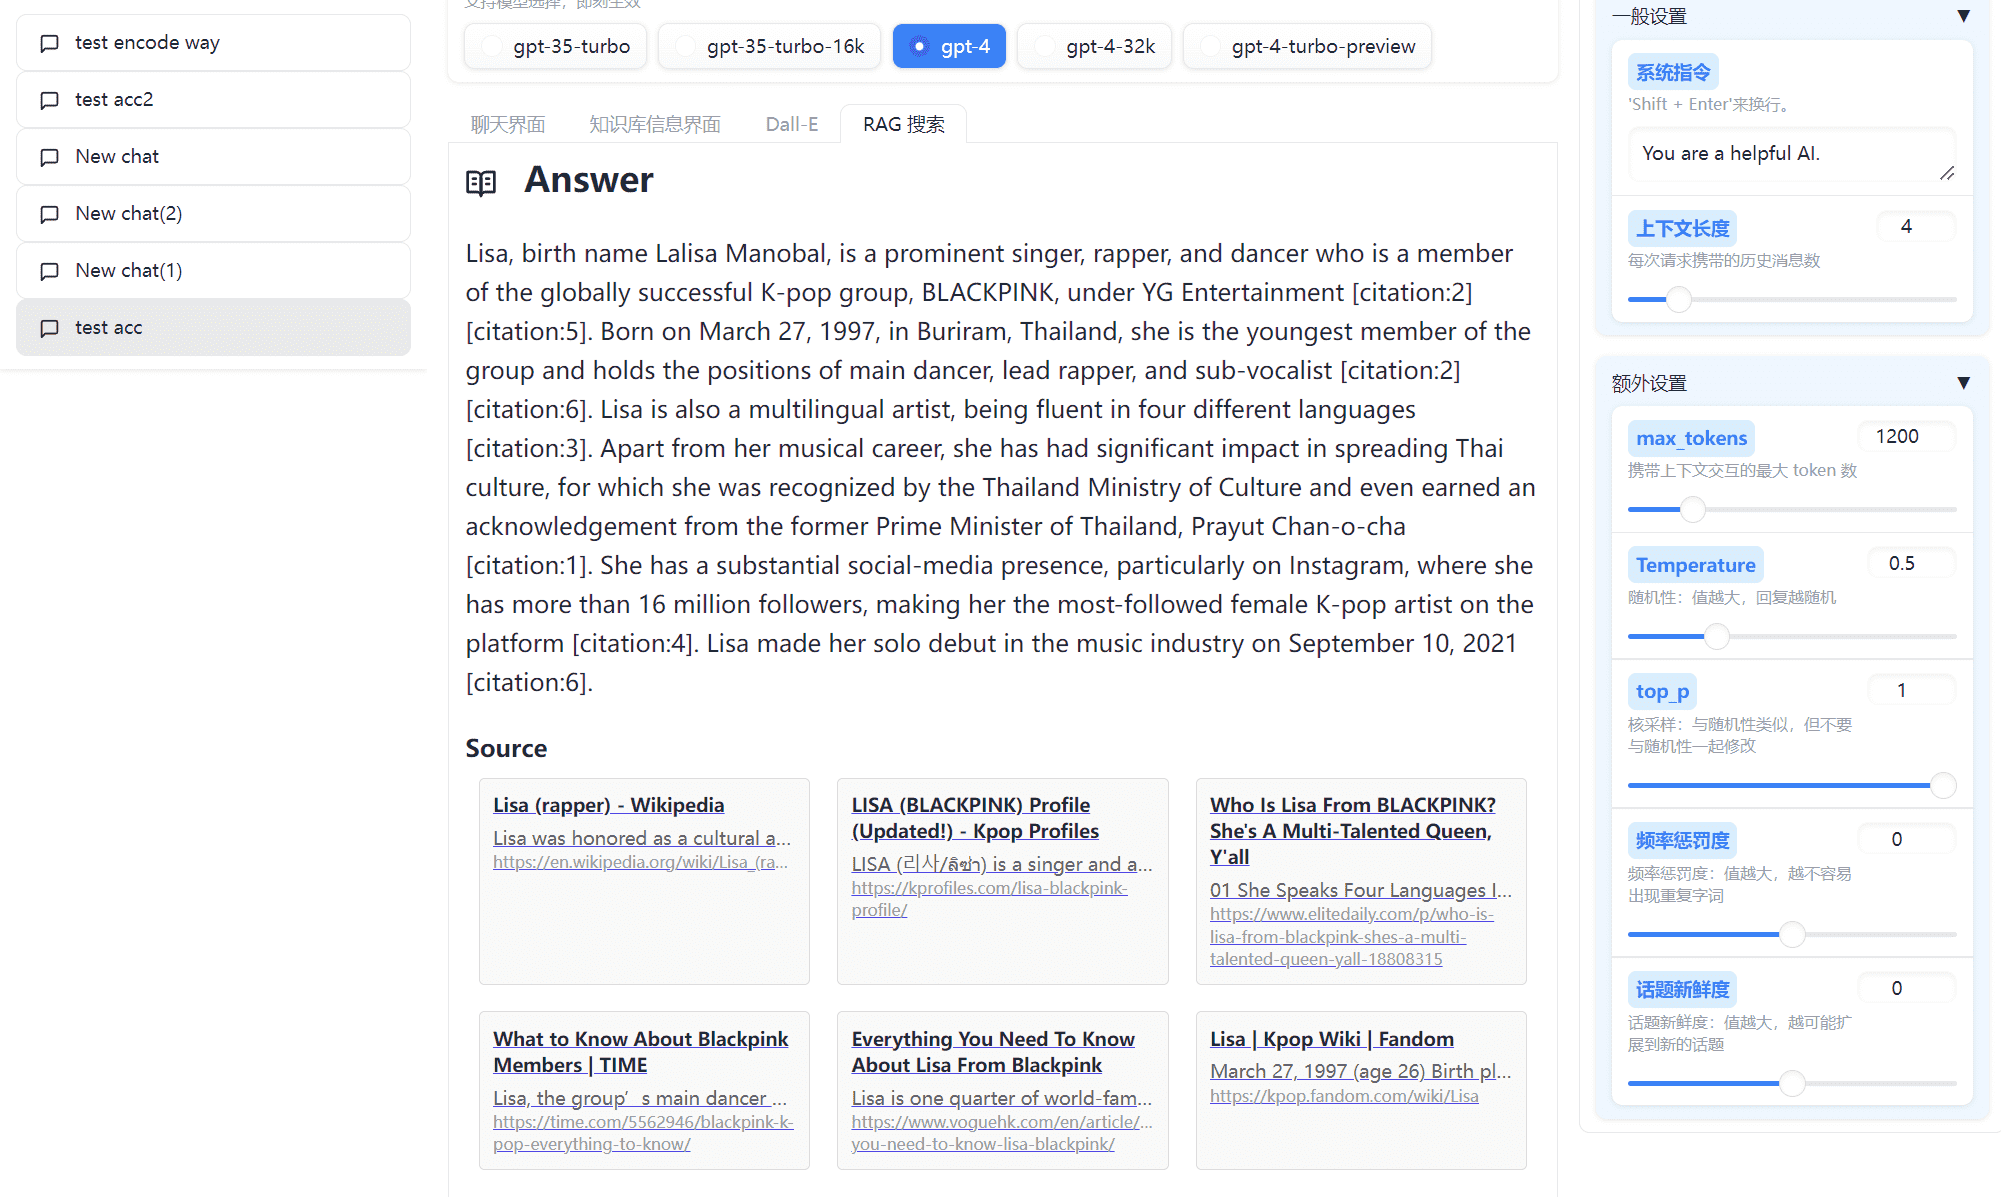 test encode way
test acc2
New chat
New chat(2)
New chat(1)
test acc
支持模型选择，即刻生效
gpt-35-turbo
gpt-35-turbo-16k
gpt-4
gpt-4-32k
gpt-4-turbo-preview
聊天界面
知识库信息界面
Dall-E
RAG 搜索
Answer
Lisa, birth name Lalisa Manobal, is a prominent singer, rapper, and dancer who is a member
of the globally successful K-pop group, BLACKPINK, under YG Entertainment [citation:2]
[citation:5]. Born on March 27, 1997, in Buriram, Thailand, she is the youngest member of the
group and holds the positions of main dancer, lead rapper, and sub-vocalist [citation:2]
[citation:6]. Lisa is also a multilingual artist, being fluent in four different languages
[citation:3]. Apart from her musical career, she has had significant impact in spreading Thai
culture, for which she was recognized by the Thailand Ministry of Culture and even earned an
acknowledgement from the former Prime Minister of Thailand, Prayut Chan-o-cha
[citation:1]. She has a substantial social-media presence, particularly on Instagram, where she
has more than 16 million followers, making her the most-followed female K-pop artist on the
platform [citation:4]. Lisa made her solo debut in the music industry on September 10, 2021
[citation:6].
Source
Lisa (rapper) - Wikipedia
Lisa was honored as a cultural a...
https://en.wikipedia.org/wiki/Lisa_(ra...
LISA (BLACKPINK) Profile
(Updated!) - Kpop Profiles
LISA (리사/ลิซ่า) is a singer and a...
https://kprofiles.com/lisa-blackpink-
profile/
Who Is Lisa From BLACKPINK?
She's A Multi-Talented Queen,
Y'all
01 She Speaks Four Languages I...
https://www.elitedaily.com/p/who-is-
lisa-from-blackpink-shes-a-multi-
talented-queen-yall-18808315
What to Know About Blackpink
Members | TIME
Lisa, the group’s main dancer ...
https://time.com/5562946/blackpink-k-
pop-everything-to-know/
Everything You Need To Know
About Lisa From Blackpink
Lisa is one quarter of world-fam...
https://www.voguehk.com/en/article/...
you-need-to-know-lisa-blackpink/
Lisa | Kpop Wiki | Fandom
March 27, 1997 (age 26) Birth pl...
https://kpop.fandom.com/wiki/Lisa
一般设置
▼
系统指令
'Shift + Enter'来换行。
You are a helpful AI.
上下文长度
4
每次请求携带的历史消息数
额外设置
▼
max_tokens
1200
携带上下文交互的最大 token 数
Temperature
0.5
随机性：值越大，回复越随机
top_p
1
核采样：与随机性类似，但不要
与随机性一起修改
频率惩罚度
0
频率惩罚度：值越大，越不容易
出现重复字词
话题新鲜度
0
话题新鲜度：值越大，越可能扩
展到新的话题